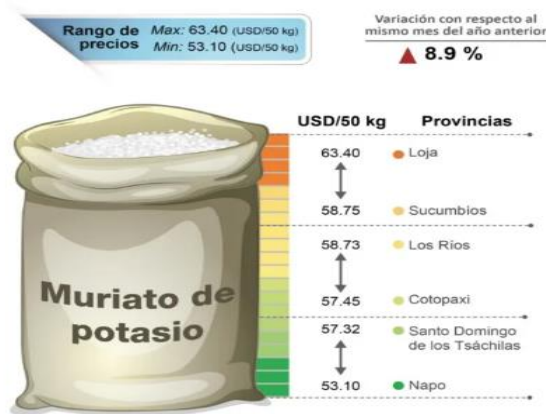 Rango de precios
Max: 63.40 (USD/50 kg)
Min: 53.10 (USD/50 kg)
Variación con respecto al
mismo mes del año anterior
8.9 %
USD/50 kg Provincias
63.40 Loja
58.75 Sucumbios
58.73 Los Ríos
57.45 Cotopaxi
57.32 Santo Domingo
de los Tsáchilas
53.10 Napo
Muriato de
potasio